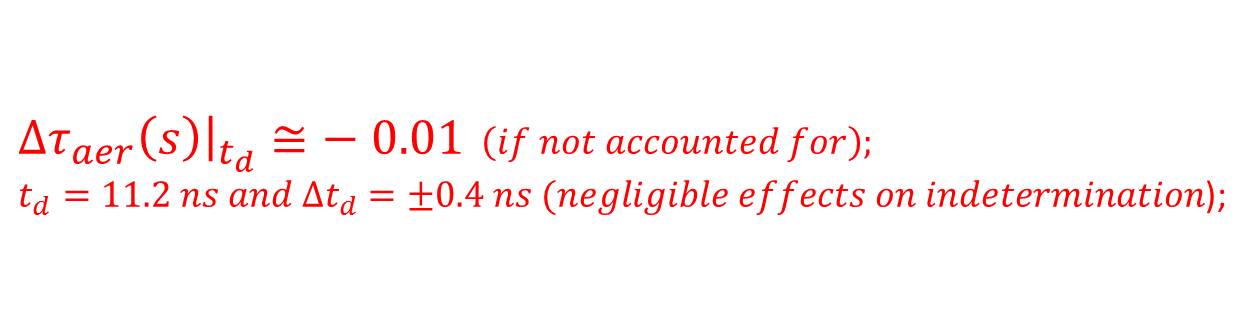 Δτ_aer(s)|_t_d ≅ − 0.01 (if not accounted for);
t_d = 11.2 ns and Δt_d = ±0.4 ns (negligible effects on indetermination);